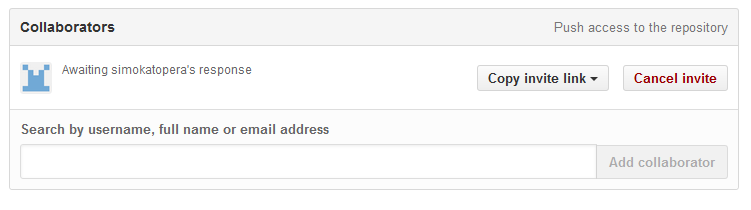 Collaborators
Push access to the repository
Awaiting simokatopera's response
Copy invite link
Cancel invite
Search by username, full name or email address
Add collaborator